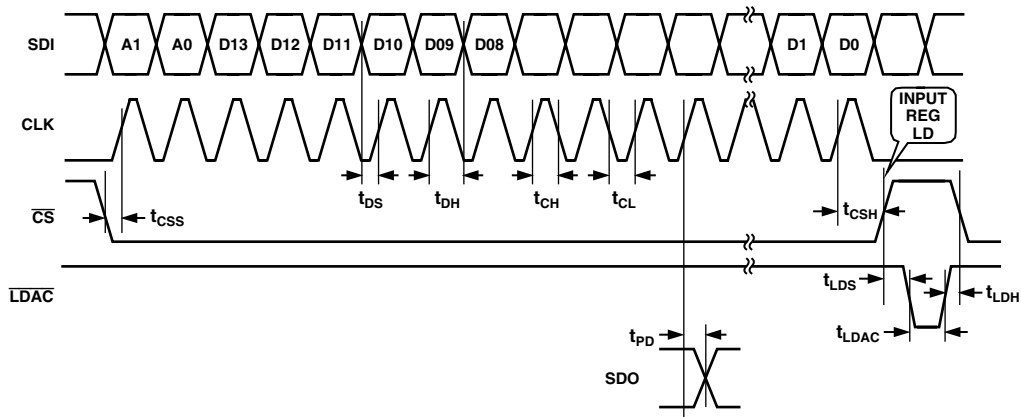 SDI A1 A0 D13 D12 D11 D10 D09 D08 D1 D0
CLK
INPUT
REG
LD
tDS tDH tCH tCL
CS tCSS tCSH
LDAC tLDS tLDH
tLDAC
tPD
SDO